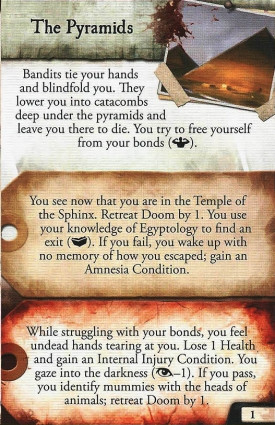 The Pyramids
Bandits tie your hands
and blindfold you. They
lower you into catacombs
deep under the pyramids and
leave you there to die. You try to free yourself
from your bonds ( ).
You see now that you are in the Temple of
the Sphinx. Retreat Doom by 1. You use
your knowledge of Egyptology to find an
exit ( ). If you fail, you wake up with
no memory of how you escaped; gain an
Amnesia Condition.
While struggling with your bonds, you feel
undead hands tearing at you. Lose 1 Health
and gain an Internal Injury Condition. You
gaze into the darkness ( –1). If you pass,
you identify mummies with the heads of
animals; retreat Doom by 1.
1